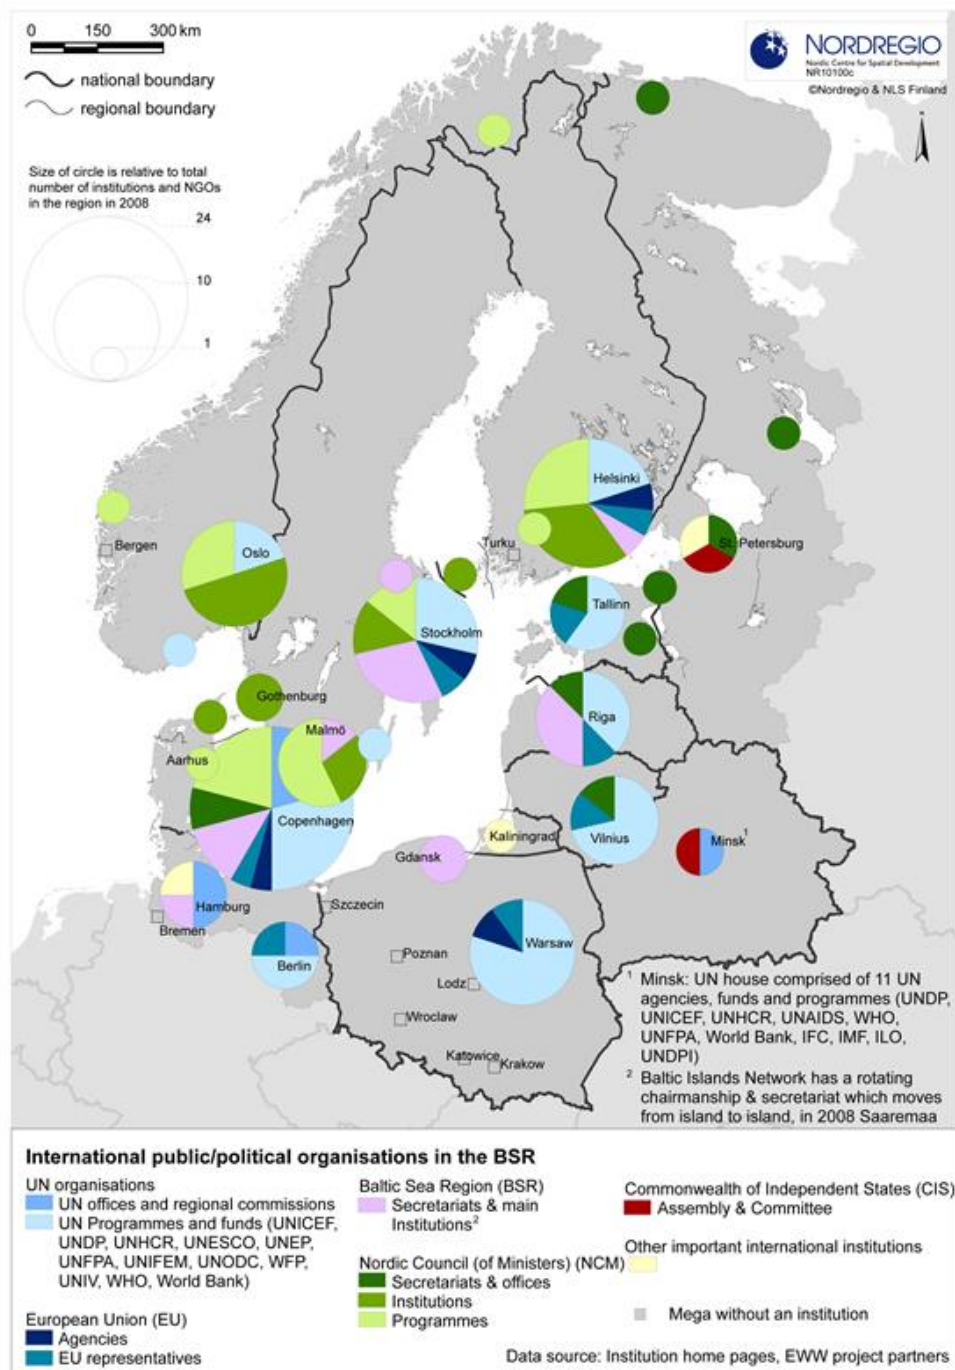 0 150 300 km
national boundary
regional boundary
NORDREGIO
Nordic Centre for Spatial Development
NR10100c
©Nordregio & NLS Finland
N
Size of circle is relative to total
number of institutions and NGOs
in the region in 2008
24
10
1
Helsinki
Bergen
Oslo
Turku
St. Petersburg
Tallinn
Stockholm
Gothenburg
Riga
Malmö
Aarhus
Copenhagen
Kaliningrad
Vilnius
Minsk¹
Gdansk
Hamburg
Szczecin
Bremen
Berlin
Warsaw
Poznan
Lodz
Wroclaw
Katowice
Krakow
¹ Minsk: UN house comprised of 11 UN
agencies, funds and programmes (UNDP,
UNICEF, UNHCR, UNAIDS, WHO,
UNFPA, World Bank, IFC, IMF, ILO,
UNDPI)
² Baltic Islands Network has a rotating
chairmanship & secretariat which moves
from island to island, in 2008 Saaremaa
International public/political organisations in the BSR
UN organisations
UN offices and regional commissions
UN Programmes and funds (UNICEF,
UNDP, UNHCR, UNESCO, UNEP,
UNFPA, UNIFEM, UNODC, WFP,
UNIV, WHO, World Bank)
European Union (EU)
Agencies
EU representatives
Baltic Sea Region (BSR)
Secretariats & main
Institutions²
Nordic Council (of Ministers) (NCM)
Secretariats & offices
Institutions
Programmes
Commonwealth of Independent States (CIS)
Assembly & Committee
Other important international institutions
Mega without an institution
Data source: Institution home pages, EWW project partners